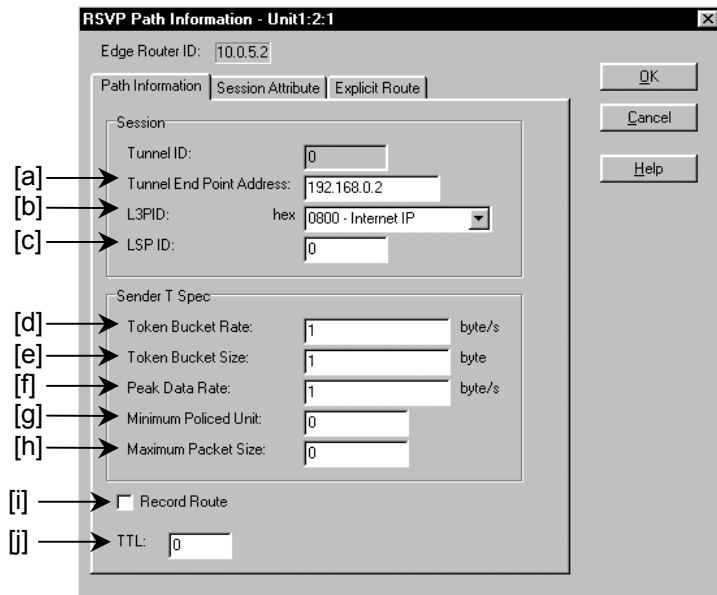 RSVP Path Information - Unit1:2:1
Edge Router ID: 10.0.5.2
Path Information Session Attribute Explicit Route
OK
Cancel
Help
Session
Tunnel ID: 0
[a] Tunnel End Point Address: 192.168.0.2
[b] L3PID: hex 0800 - Internet IP
[c] LSP ID: 0
Sender T Spec
[d] Token Bucket Rate: 1 byte/s
[e] Token Bucket Size: 1 byte
[f] Peak Data Rate: 1 byte/s
[g] Minimum Policed Unit: 0
[h] Maximum Packet Size: 0
[i] Record Route
[j] TTL: 0